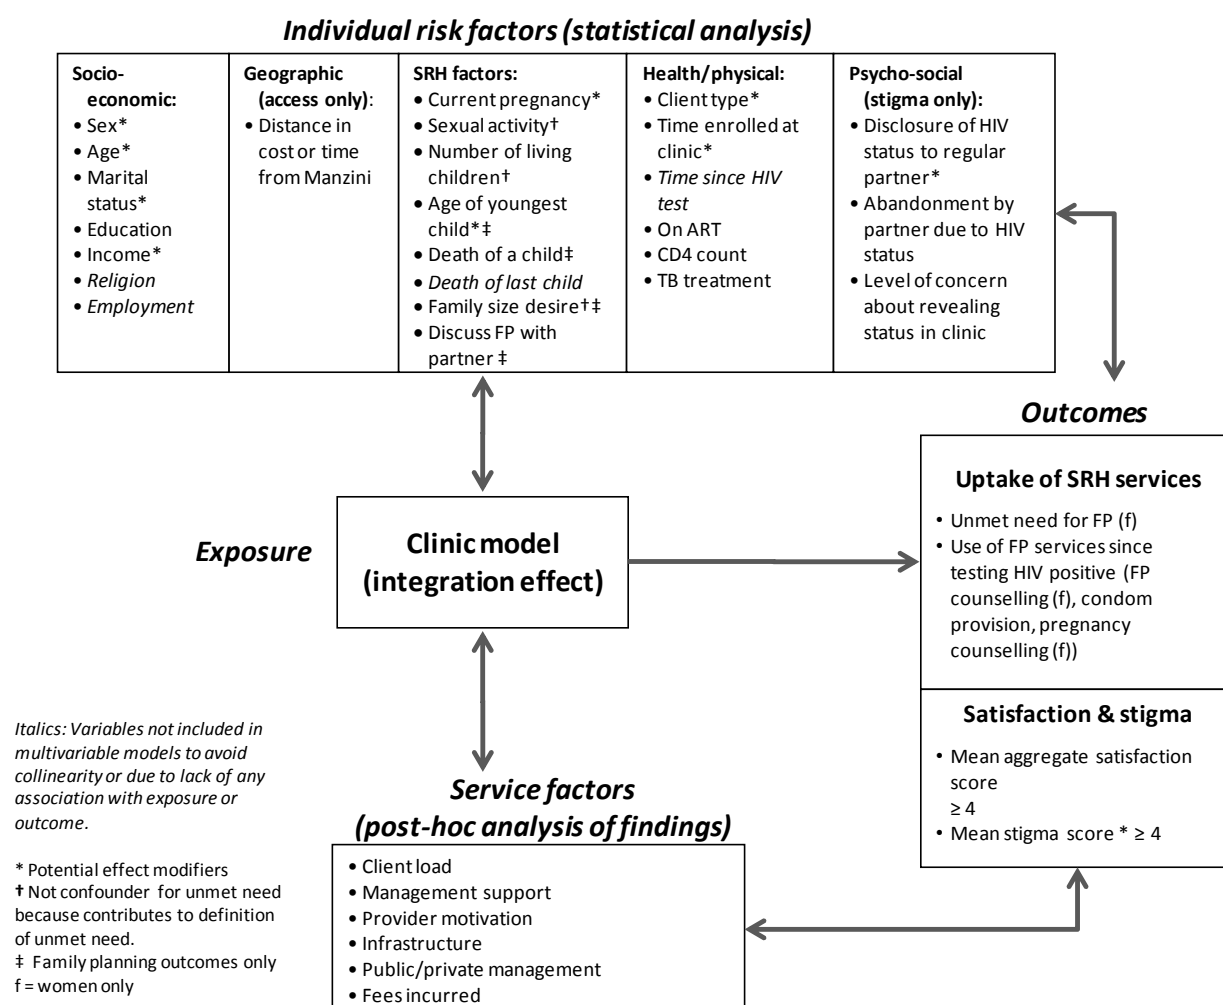 Individual risk factors (statistical analysis)
Socio-
economic:
• Sex*
• Age*
• Marital
status*
• Education
• Income*
• Religion
• Employment
Geographic
(access only):
• Distance in
cost or time
from Manzini
SRH factors:
• Current pregnancy*
• Sexual activity†
• Number of living
children†
• Age of youngest
child*‡
• Death of a child‡
• Death of last child
• Family size desire†‡
• Discuss FP with
partner ‡
Health/physical:
• Client type*
• Time enrolled at
clinic*
• Time since HIV
test
• On ART
• CD4 count
• TB treatment
Psycho-social
(stigma only):
• Disclosure of HIV
status to regular
partner*
• Abandonment by
partner due to HIV
status
• Level of concern
about revealing
status in clinic
Outcomes
Uptake of SRH services
• Unmet need for FP (f)
• Use of FP services since
testing HIV positive (FP
counselling (f), condom
provision, pregnancy
counselling (f))
Satisfaction & stigma
• Mean aggregate satisfaction
score
≥ 4
• Mean stigma score * ≥ 4
Exposure
Clinic model
(integration effect)
Service factors
(post-hoc analysis of findings)
• Client load
• Management support
• Provider motivation
• Infrastructure
• Public/private management
• Fees incurred
Italics: Variables not included in
multivariable models to avoid
collinearity or due to lack of any
association with exposure or
outcome.
* Potential effect modifiers
† Not confounder for unmet need
because contributes to definition
of unmet need.
‡ Family planning outcomes only
f = women only